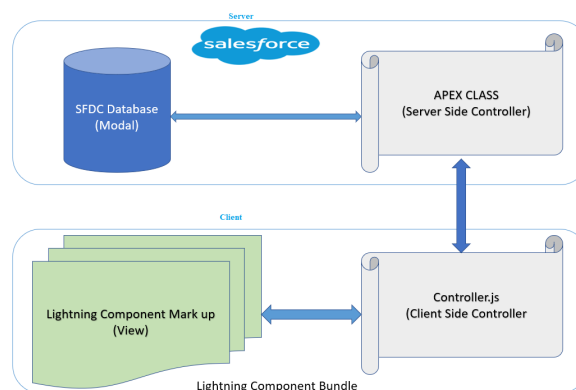 Server
salesforce
SFDC Database
(Modal)
APEX CLASS
(Server Side Controller)
Client
Lightning Component Mark up
(View)
Controller.js
(Client Side Controller
Lightning Component Bundle